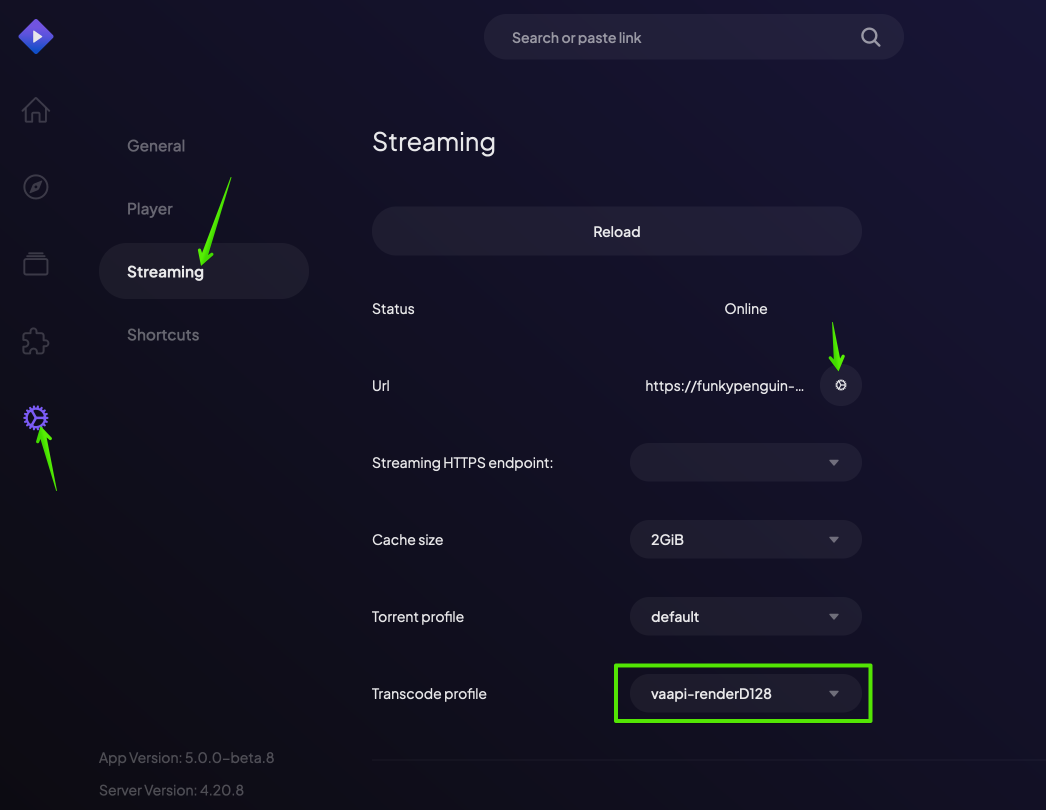 Search or paste link
General
Player
Streaming
Shortcuts
Streaming
Reload
Status Online
Url https://funkypenguin-...
Streaming HTTPS endpoint:
Cache size 2GiB
Torrent profile default
Transcode profile vaapi-renderD128
App Version: 5.0.0-beta.8
Server Version: 4.20.8